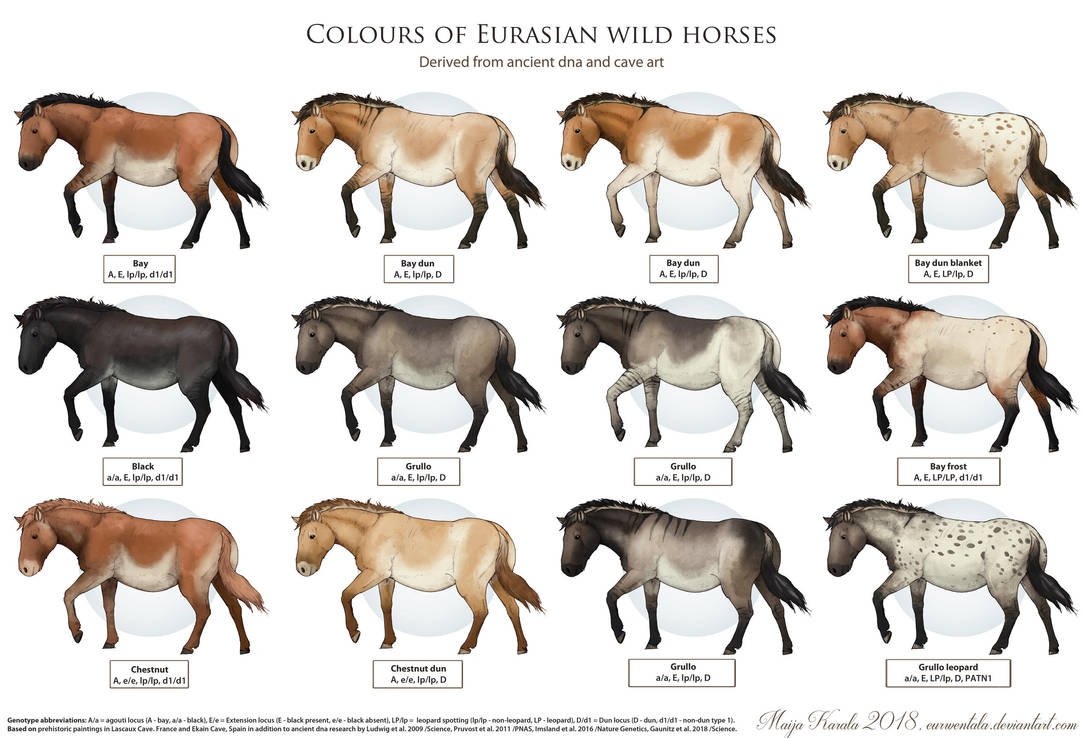 COLOURS OF EURASIAN WILD HORSES
Derived from ancient dna and cave art
Bay
A, E, lp/lp, d1/d1
Bay dun
A, E, lp/lp, D
Bay dun
A, E, lp/lp, D
Bay dun blanket
A, E, LP/lp, D
Black
a/a, E, lp/lp, d1/d1
Grullo
a/a, E, lp/lp, D
Grullo
a/a, E, lp/lp, D
Bay frost
A, E, LP/LP, d1/d1
Chestnut
A, e/e, lp/lp, d1/d1
Chestnut dun
A, e/e, lp/lp, D
Grullo
a/a, E, lp/lp, D
Grullo leopard
a/a, E, LP/lp, D, PATN1
Genotype abbreviations: A/a = agouti locus (A - bay, a/a - black), E/e = Extension locus (E - black present, e/e - black absent), LP/lp = leopard spotting (lp/lp - non-leopard, LP - leopard), D/d1 = Dun locus (D - dun, d1/d1 - non-dun type 1).
Based on prehistoric paintings in Lascaux Cave. France and Ekain Cave, Spain in addition to ancient dna research by Ludwig et al. 2009 /Science, Pruvost et al. 2011 /PNAS, Imsland et al. 2016 /Nature Genetics, Gaunitz et al. 2018 /Science.
Maija Karala 2018, eurwentala.deviantart.com